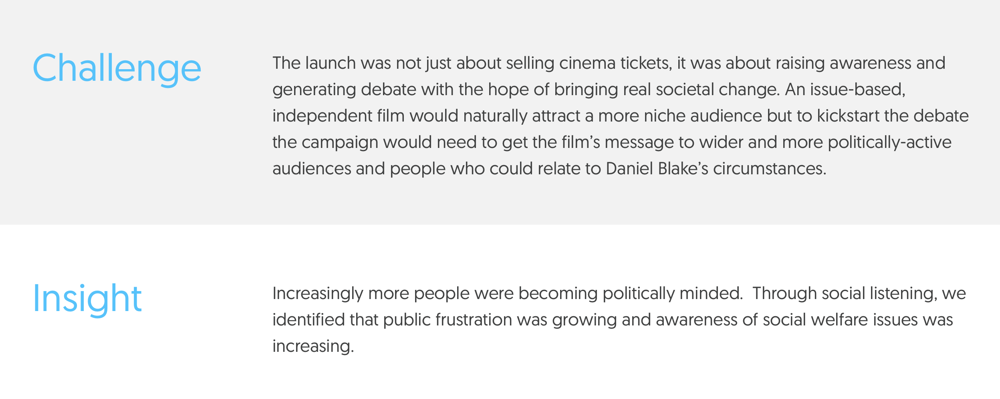 Challenge
The launch was not just about selling cinema tickets, it was about raising awareness and
generating debate with the hope of bringing real societal change. An issue-based,
independent film would naturally attract a more niche audience but to kickstart the debate
the campaign would need to get the film’s message to wider and more politically-active
audiences and people who could relate to Daniel Blake’s circumstances.
Insight
Increasingly more people were becoming politically minded.  Through social listening, we
identified that public frustration was growing and awareness of social welfare issues was
increasing.